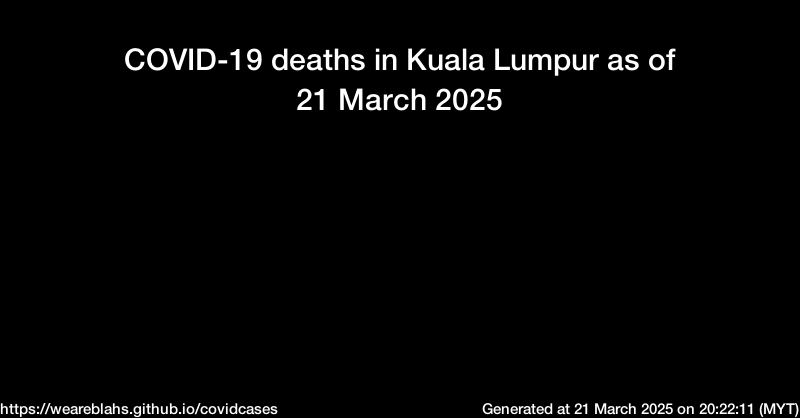 COVID-19 deaths in Kuala Lumpur as of
21 March 2025
https://weareblahs.github.io/covidcases
Generated at 21 March 2025 on 20:22:11 (MYT)